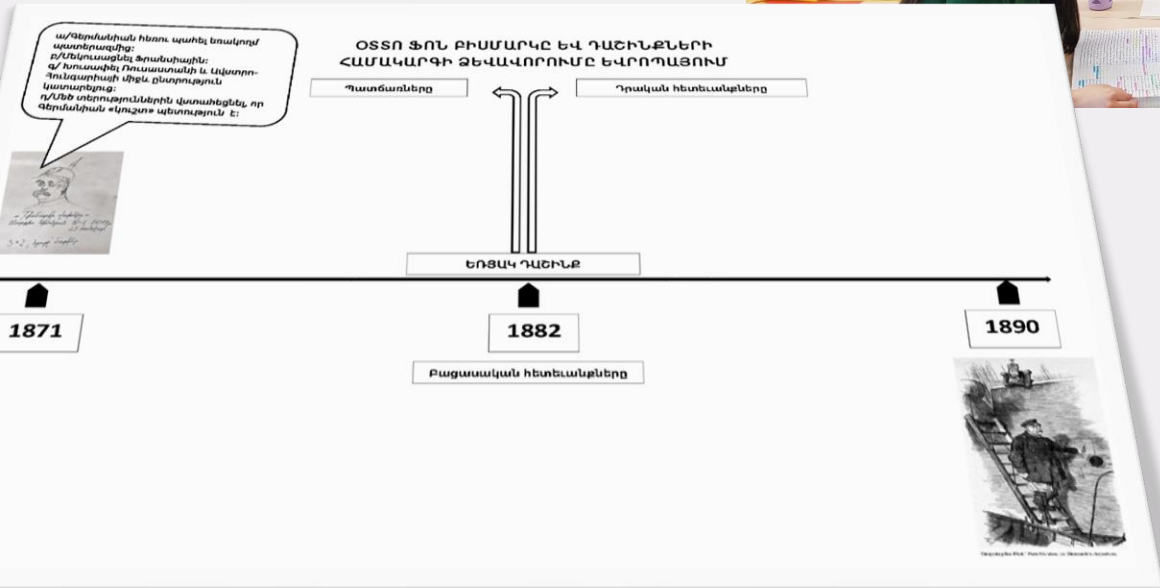 ա/Գերմանիան հեռու պահել եռակողմ
պատերազմից:
բ/Մեկուսացնել Ֆրանսիային:
գ/ Խուսափել Ռուսաստանի և Ավստրո-
Հունգարիայի միջև ընտրություն
կատարելուց:
դ/Մեծ տերություններին վստահեցնել, որ
Գերմանիան «կուշտ» պետություն է:
ՕՏՏՈ ՖՈՆ ԲԻՍՄԱՐԿԸ ԵՎ ԴԱՇԻՆՔՆԵՐԻ
ՀԱՄԱԿԱՐԳԻ ՁԵՎԱՎՈՐՈՒՄԸ ԵՎՐՈՊԱՅՈՒՄ
Պատճառները
Դրական հետեւանքները
ԵՌՅԱԿ ԴԱՇԻՆՔ
1871
1882
1890
Բացասական հետեւանքները